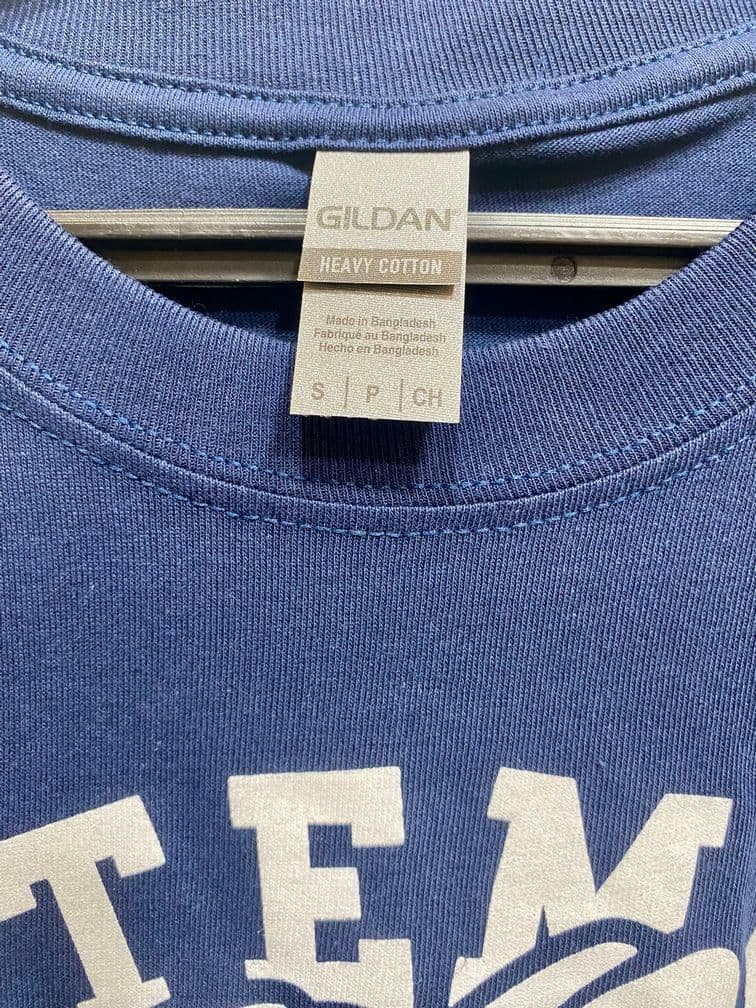 GILDAN
HEAVY COTTON
Made in Bangladesh
Fabriqué au Bangladesh
Hecho en Bangladesh
S | P | CH
TEM